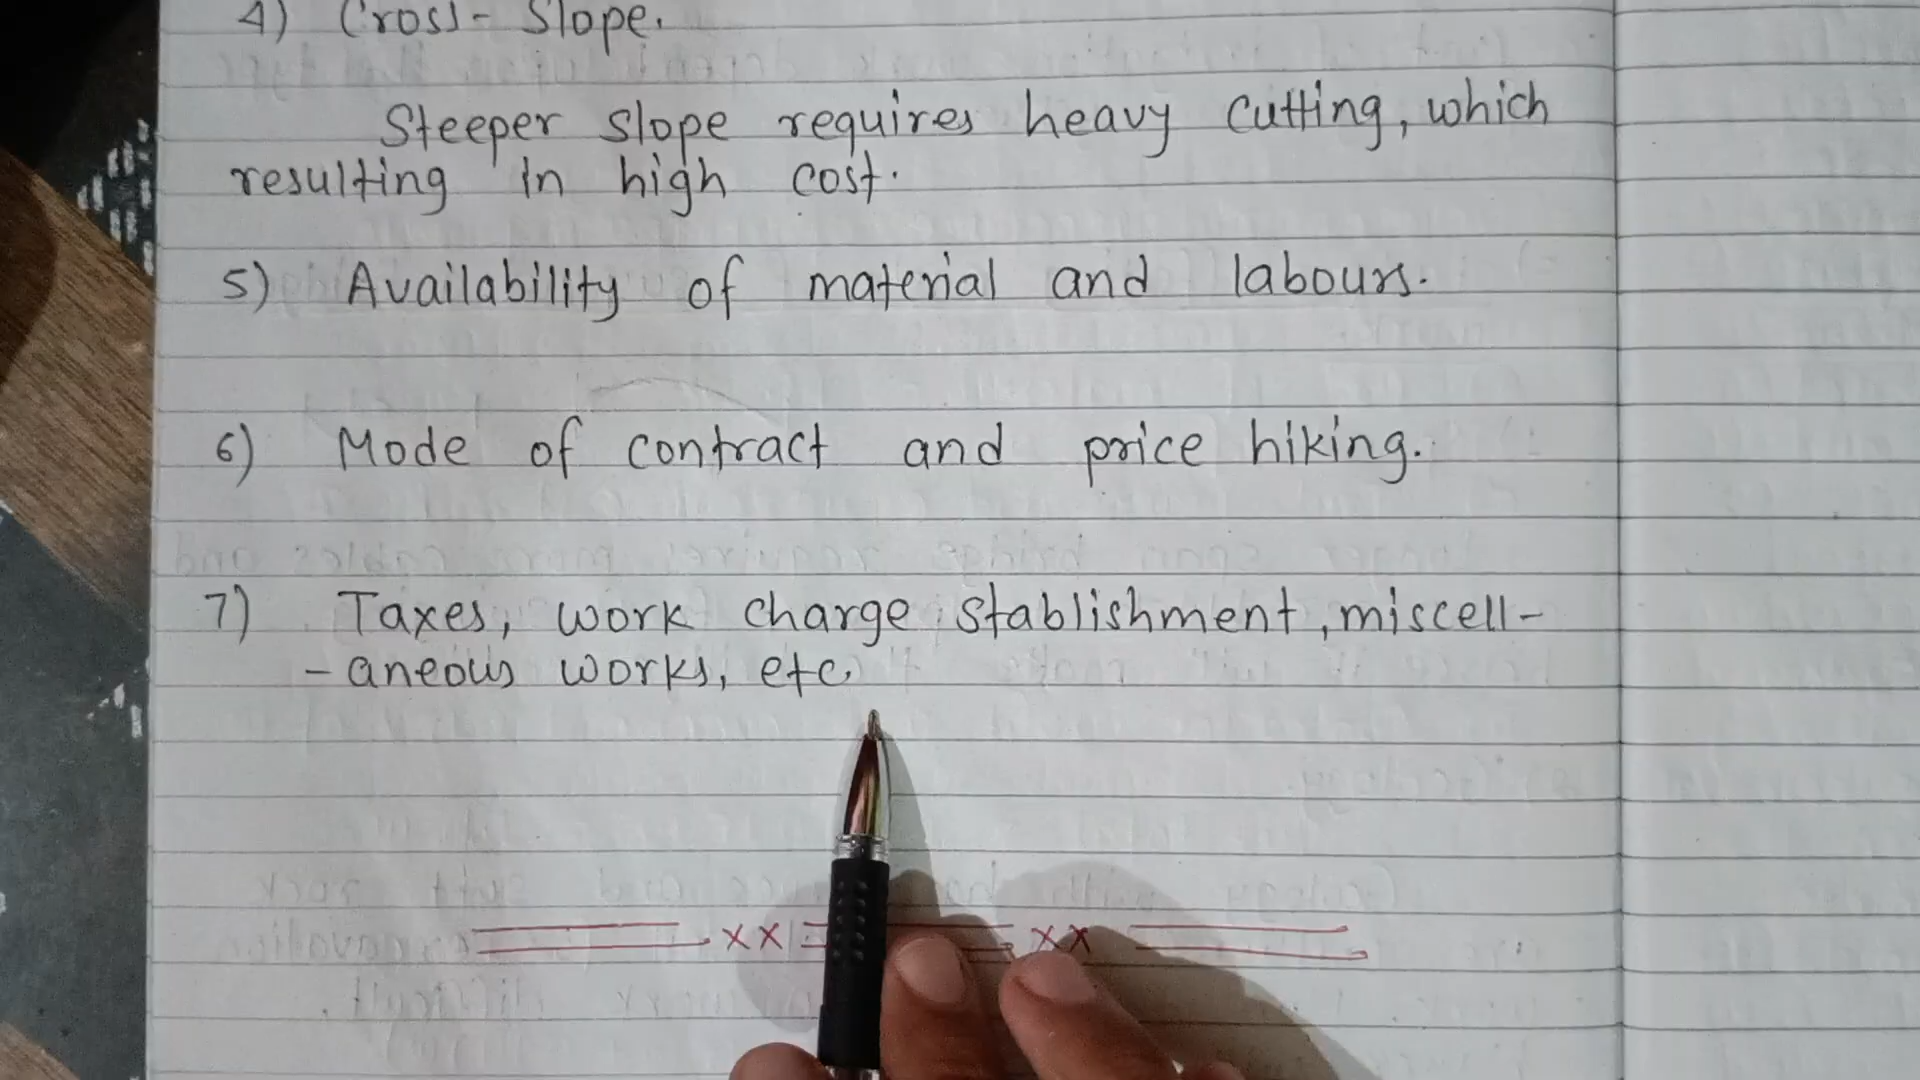 4) Cross- Slope.
Steeper slope requires heavy cutting, which
resulting in high cost.
5) Availability of material and labours.
6) Mode of contract and price hiking.
7) Taxes, work charge stablishment, miscell-
-aneous works, etc.
xx xx